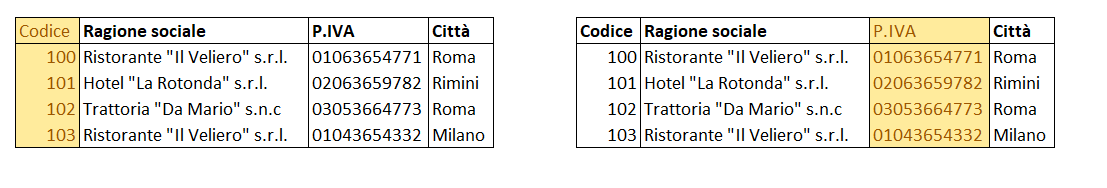 Codice Ragione sociale P.IVA Città
100 Ristorante "Il Veliero" s.r.l. 01063654771 Roma
101 Hotel "La Rotonda" s.r.l. 02063659782 Rimini
102 Trattoria "Da Mario" s.n.c 03053664773 Roma
103 Ristorante "Il Veliero" s.r.l. 01043654332 Milano
Codice Ragione sociale P.IVA Città
100 Ristorante "Il Veliero" s.r.l. 01063654771 Roma
101 Hotel "La Rotonda" s.r.l. 02063659782 Rimini
102 Trattoria "Da Mario" s.n.c 03053664773 Roma
103 Ristorante "Il Veliero" s.r.l. 01043654332 Milano